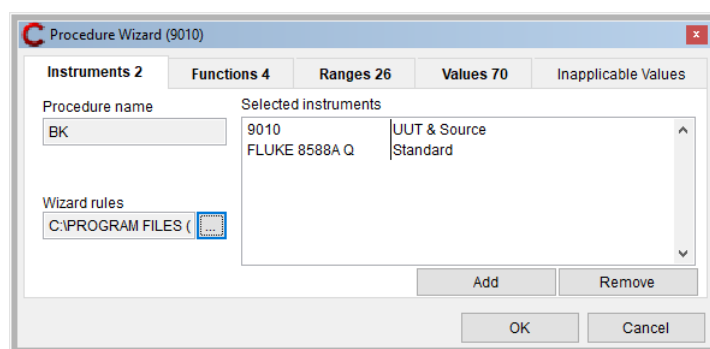 Procedure Wizard (9010)
x
Instruments 2 Functions 4 Ranges 26 Values 70 Inapplicable Values
Procedure name
BK
Selected instruments
9010 UUT & Source
FLUKE 8588A Q Standard
Wizard rules
C:\PROGRAM FILES ( ...
Add Remove
OK Cancel